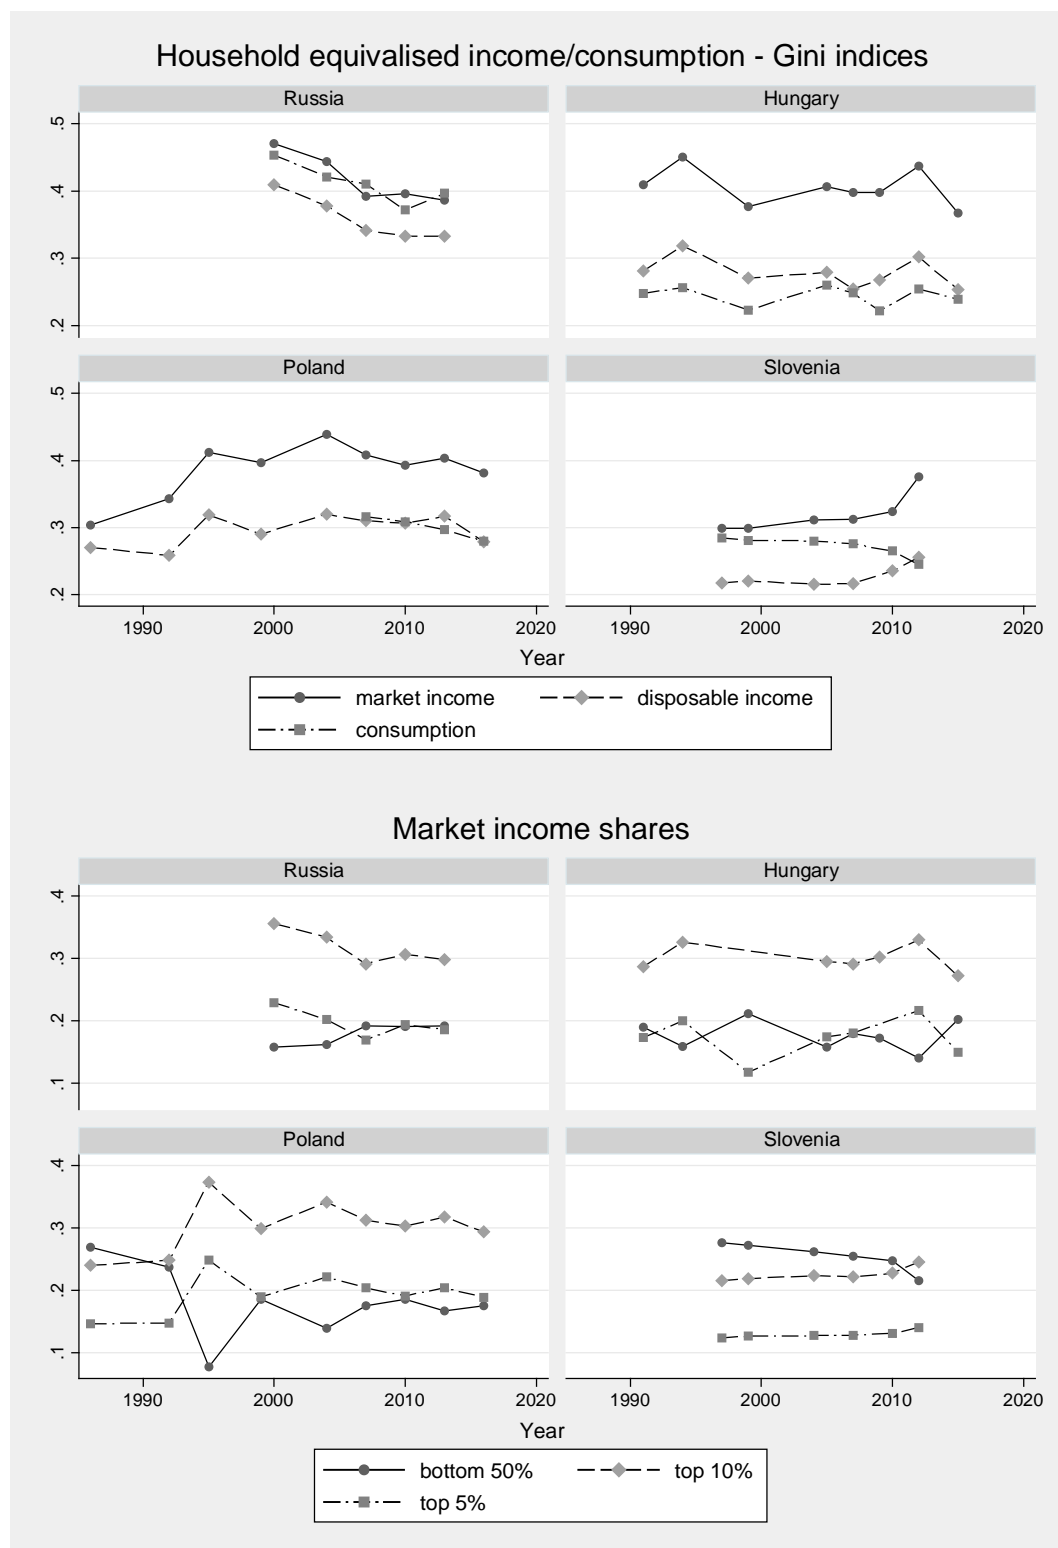 Household equivalised income/consumption - Gini indices
Russia
Hungary
.5
.4
.3
.2
Poland
Slovenia
.5
.4
.3
.2
1990 2000 2010 2020 1990 2000 2010 2020
Year
market income disposable income
consumption
Market income shares
Russia
Hungary
.4
.3
.2
.1
Poland
Slovenia
.4
.3
.2
.1
1990 2000 2010 2020 1990 2000 2010 2020
Year
bottom 50% top 10%
top 5%